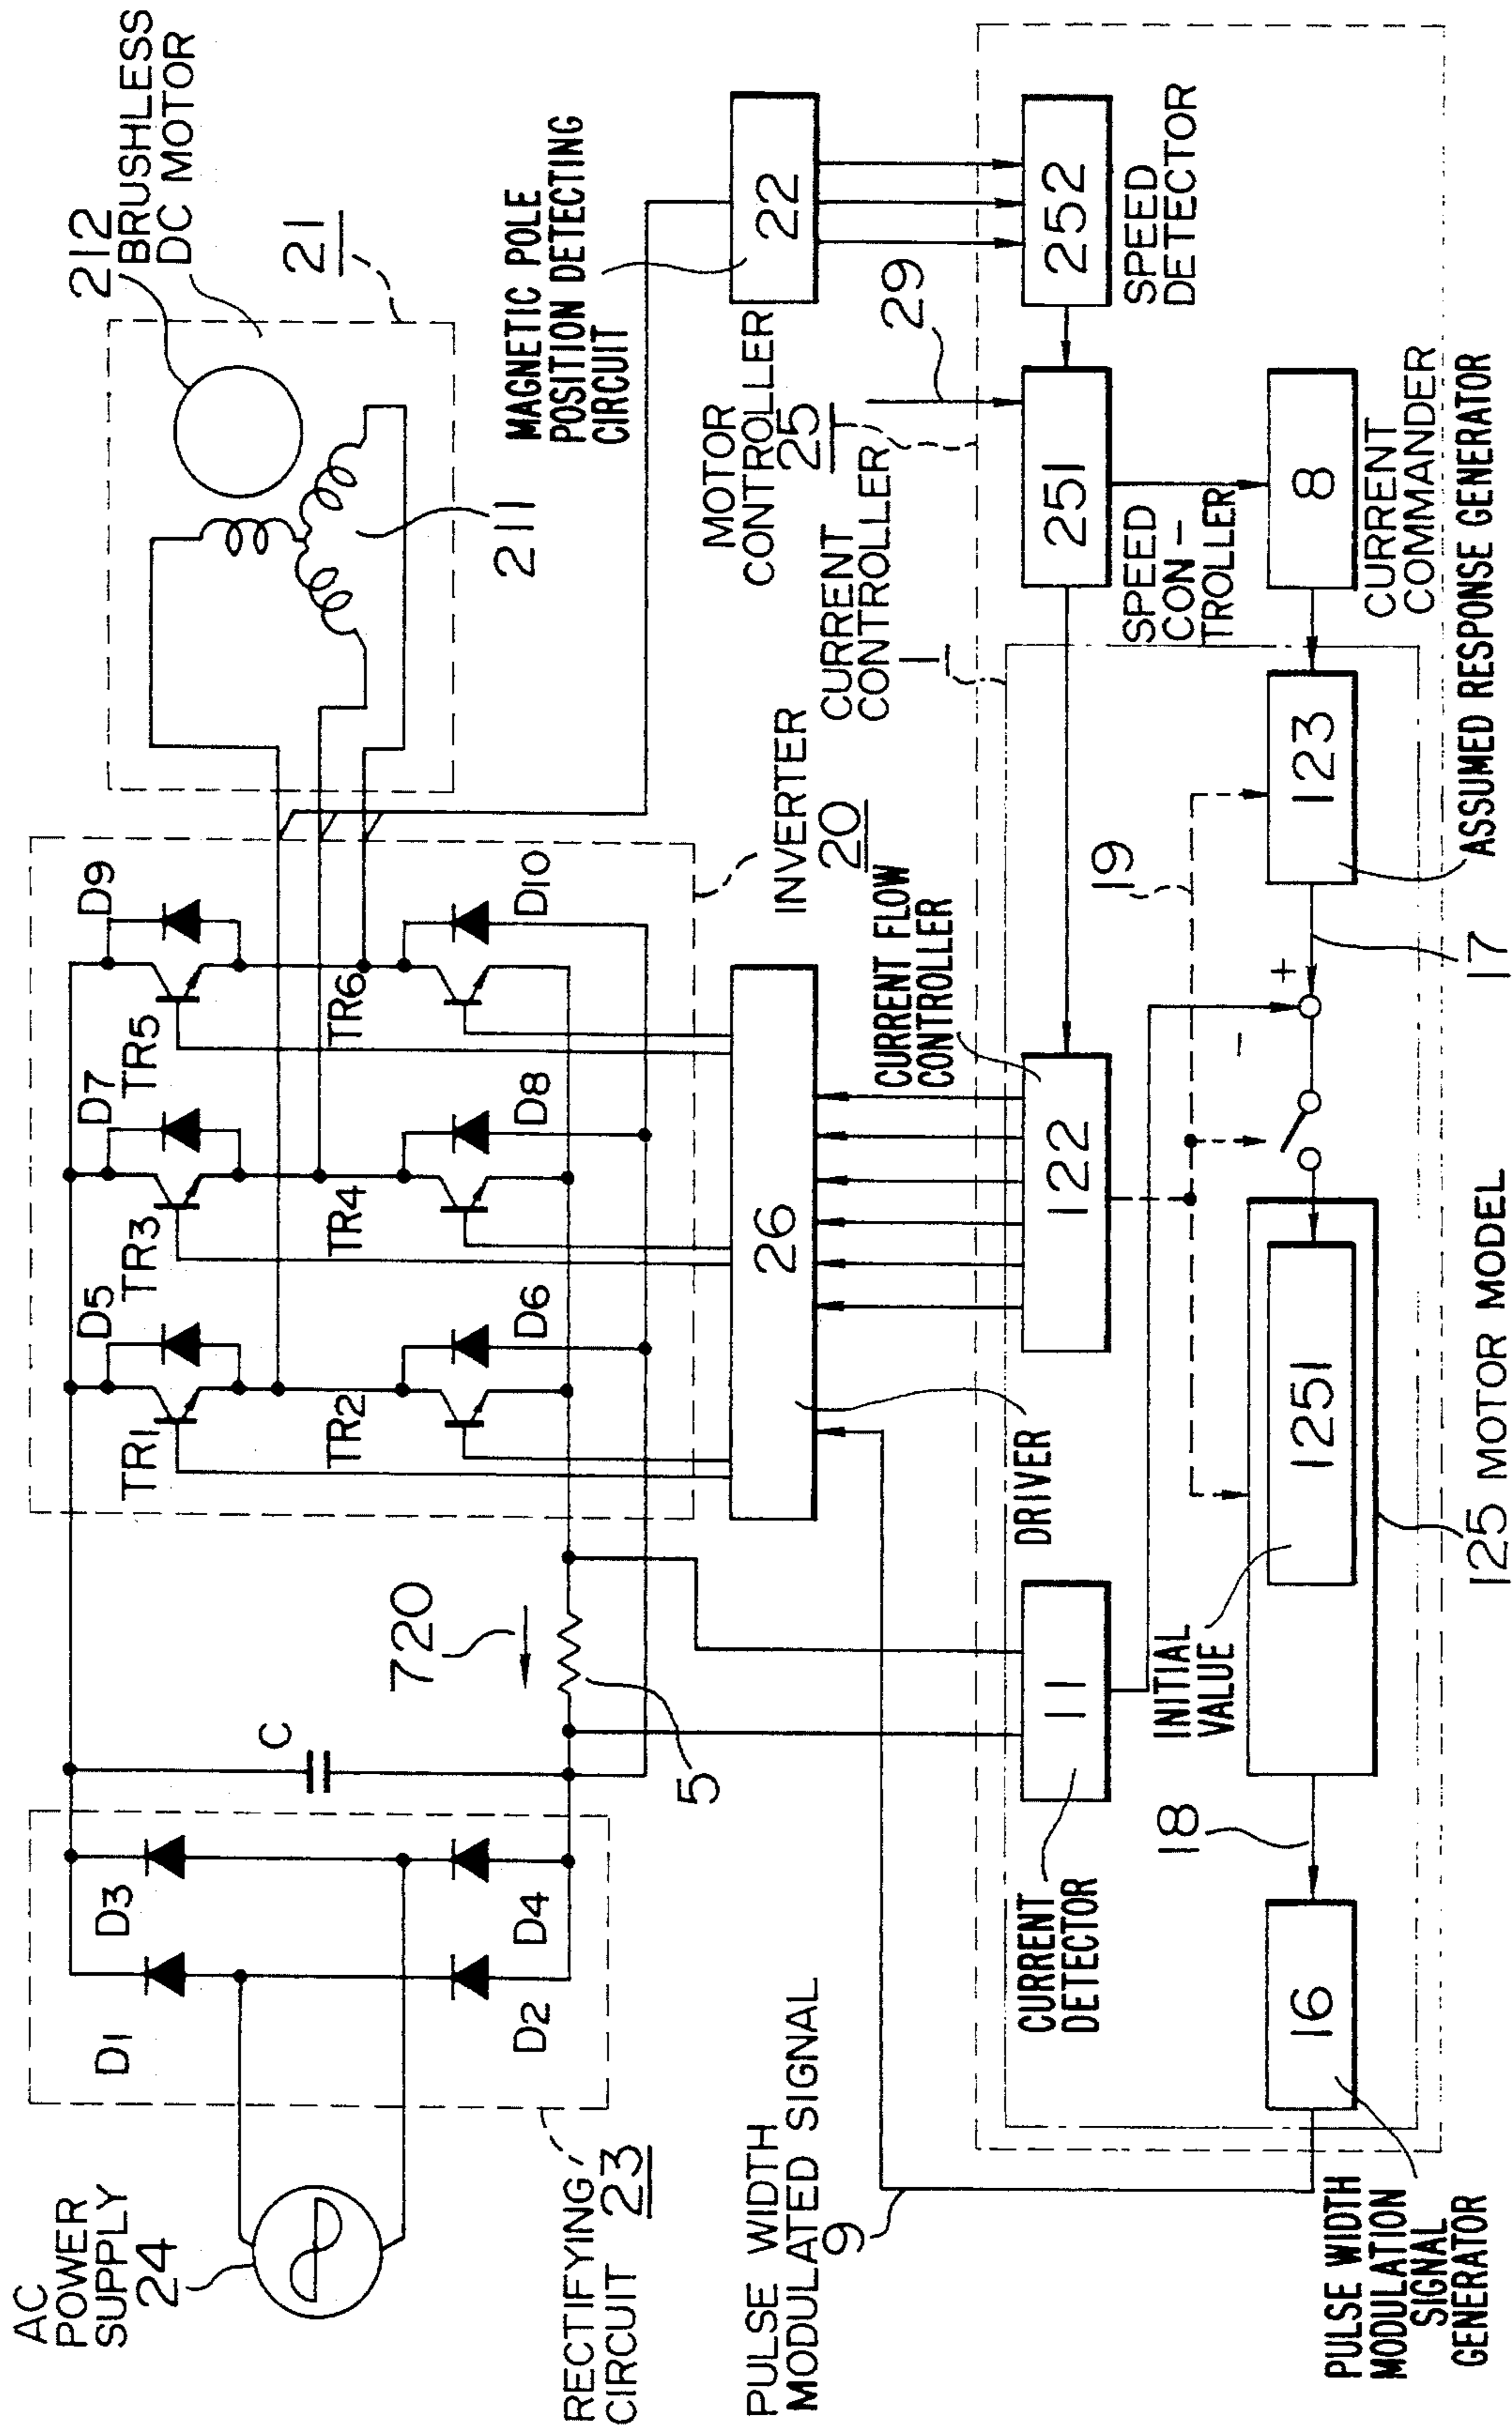 AC
POWER
SUPPLY
24
RECTIFYING
CIRCUIT 23
D1
D2
D3
D4
C
720
5
TR1
D5
TR2
D6
TR3
D7
TR4
D8
TR5
D9
TR6
D10
INVERTER
20
212
BRUSHLESS
DC MOTOR
21
211
MAGNETIC POLE
POSITION DETECTING
CIRCUIT
22
MOTOR
CONTROLLER
25
CURRENT
CONTROLLER
1
29
252
SPEED
DETECTOR
251
SPEED
CON-
TROLLER
8
CURRENT
COMMANDER
26
DRIVER
CURRENT FLOW
CONTROLLER
122
19
123
ASSUMED RESPONSE GENERATOR
17
+
-
1251
INITIAL
VALUE
125 MOTOR MODEL
11
CURRENT
DETECTOR
18
16
PULSE WIDTH
MODULATION
SIGNAL
GENERATOR
PULSE WIDTH
MODULATED SIGNAL
9